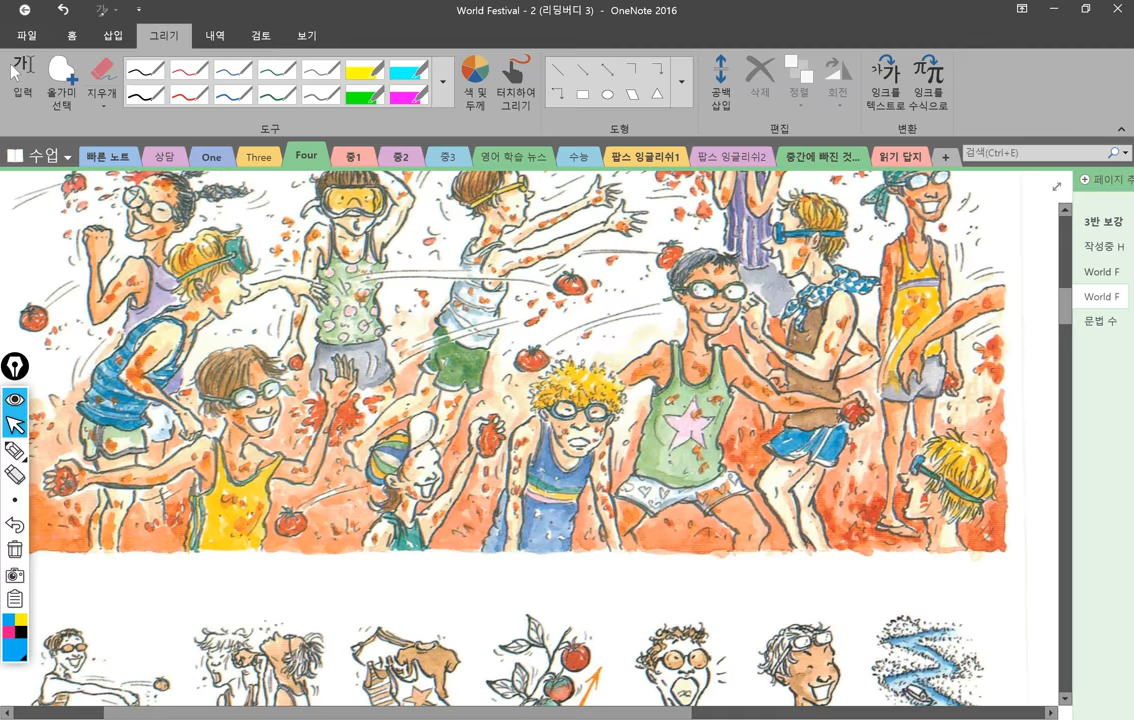 World Festival - 2 (리딩버디 3) - OneNote 2016
파일 홈 삽입 그리기 내역 검토 보기
입력
올가미
선택
지우개
색 및
두께
터치하여
그리기
공백
삽입
삭제
정렬
회전
잉크를
텍스트로
잉크를
수식으로
도구 도형 편집 변환
수업 빠른 노트 상담 One Three Four 중1 중2 중3 영어 학습 뉴스 수능 팝스 잉글리쉬1 팝스 잉글리쉬2 중간에 빠진 것... 읽기 답지 + 검색(Ctrl+E)
페이지 추
3반 보강
작성중 H
World F
World F
문법 수